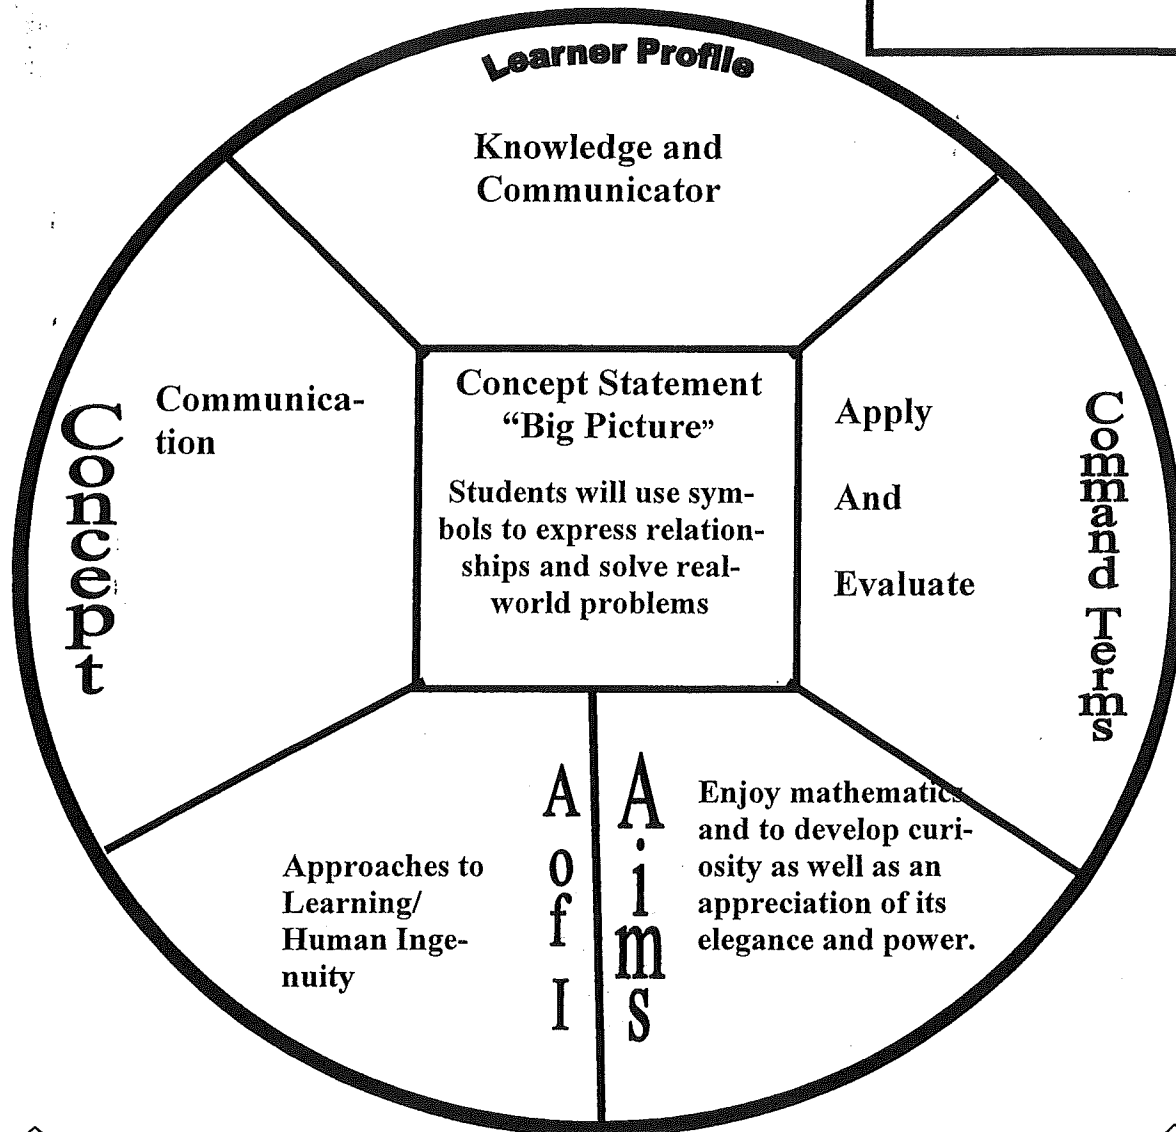 Learner Profile
Knowledge and
Communicator
Concept
Communica-
tion
Concept Statement
“Big Picture”
Students will use sym-
bols to express relation-
ships and solve real-
world problems
Apply
And
Evaluate
Command Terms
Approaches to
Learning/
Human Inge-
nuity
A of I
Aims
Enjoy mathematics
and to develop curi-
osity as well as an
appreciation of its
elegance and power.